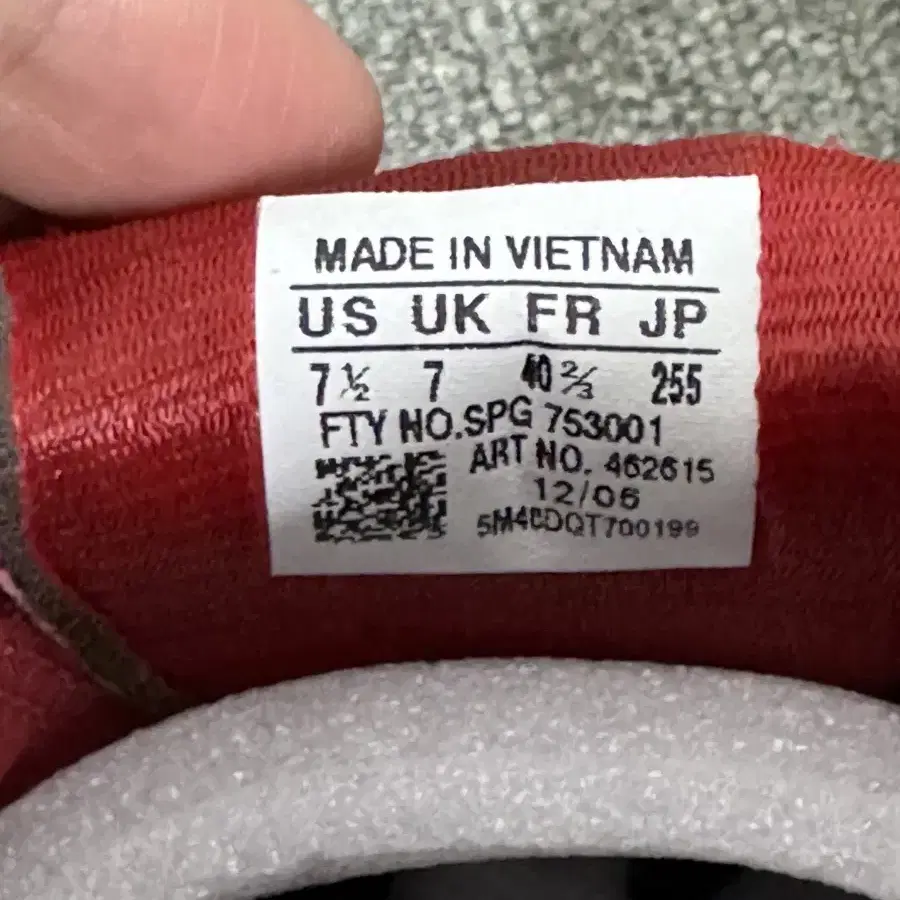 MADE IN VIETNAM
US UK FR JP
7½ 7 40⅔ 255
FTY NO.SPG 753001
ART NO. 462615
12/06
5M4CDQT700199